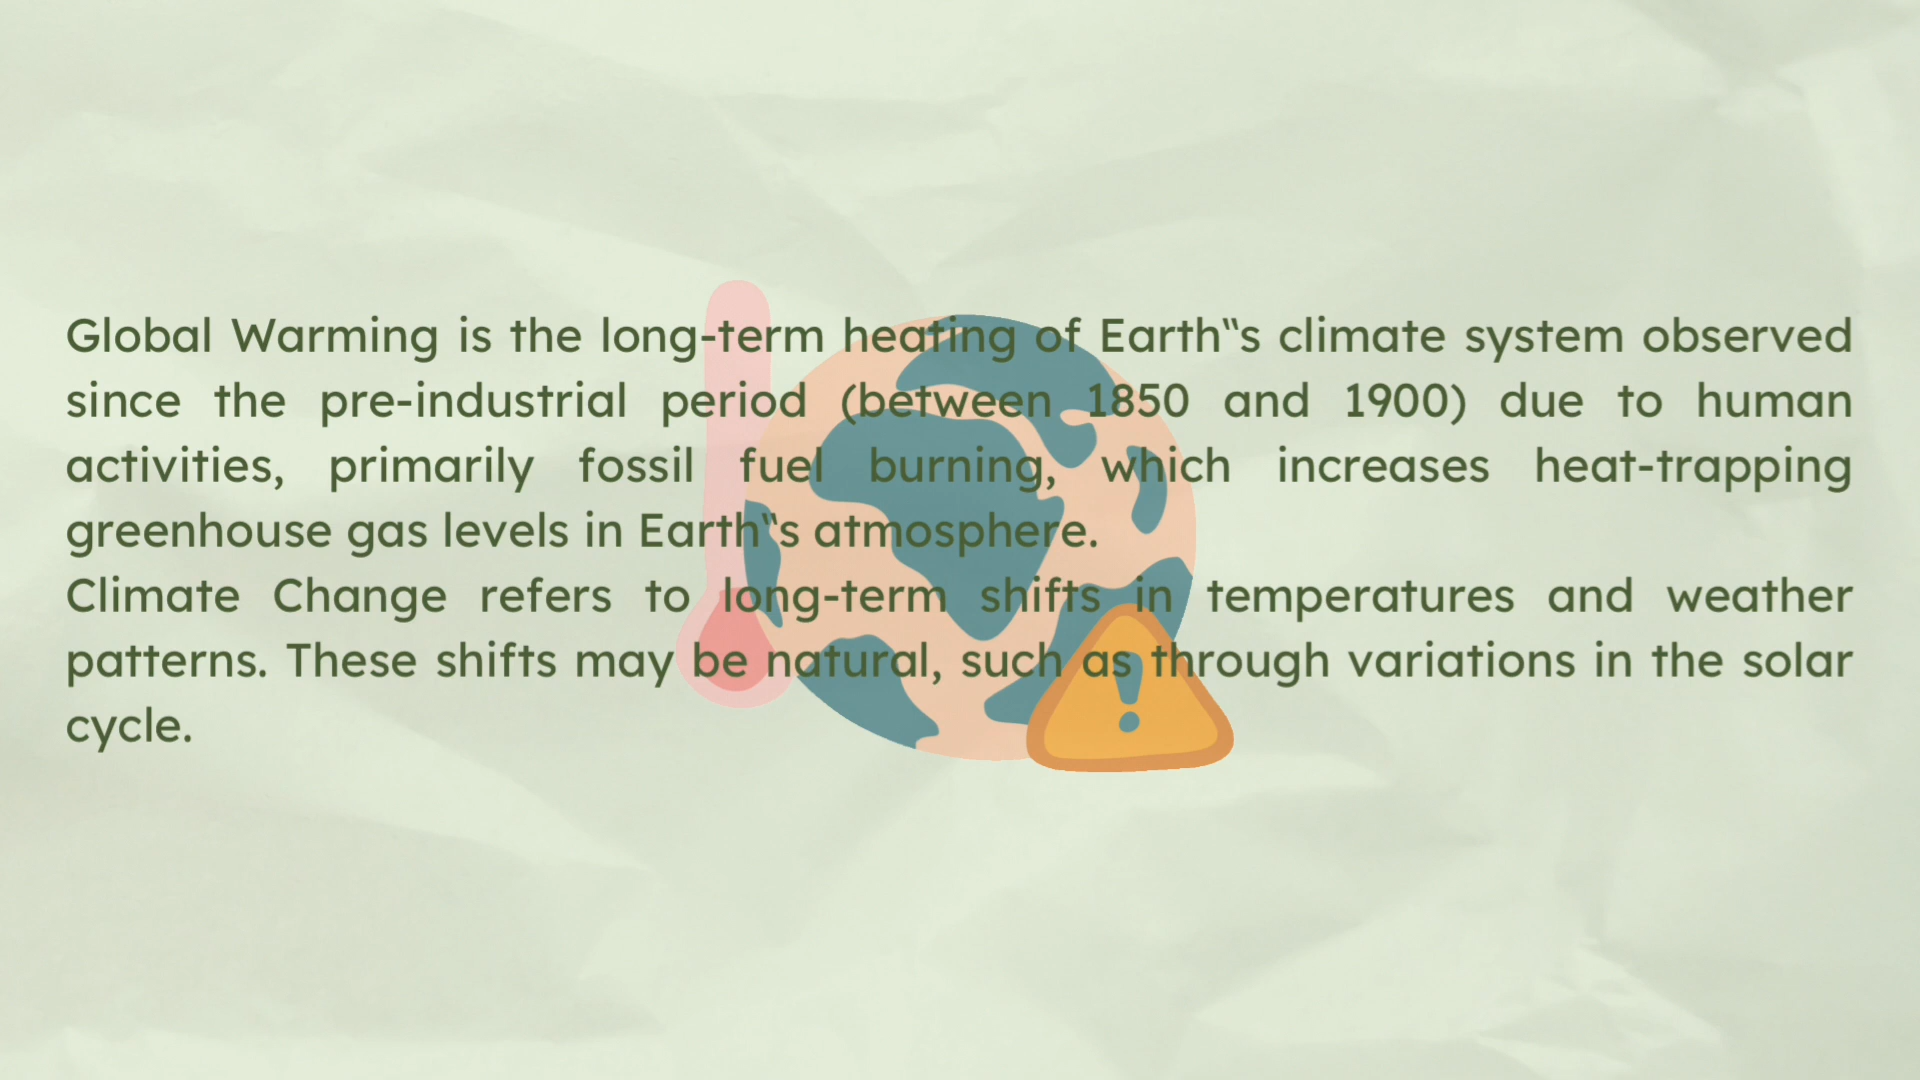 Global Warming is the long-term heating of Earth‟s climate system observed
since the pre-industrial period (between 1850 and 1900) due to human
activities, primarily fossil fuel burning, which increases heat-trapping
greenhouse gas levels in Earth‟s atmosphere.
Climate Change refers to long-term shifts in temperatures and weather
patterns. These shifts may be natural, such as through variations in the solar
cycle.